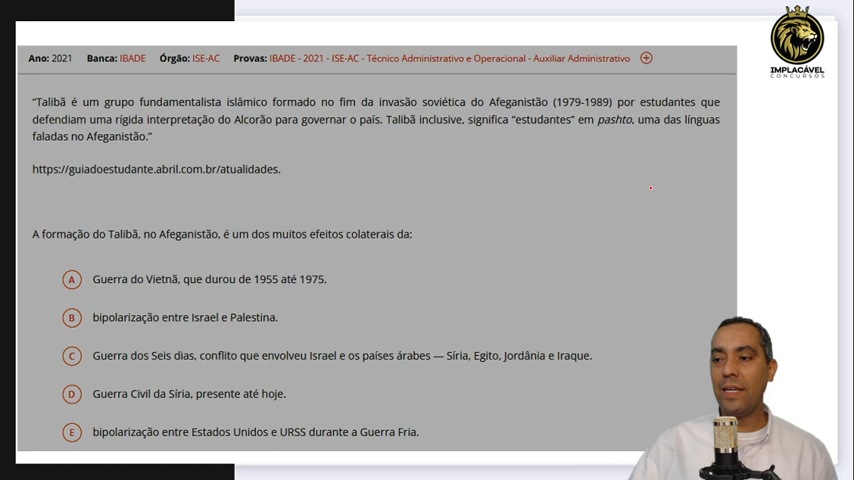 IMPLACÁVEL
CONCURSOS
Ano: 2021 Banca: IBADE Órgão: ISE-AC Provas: IBADE - 2021 - ISE-AC - Técnico Administrativo e Operacional - Auxiliar Administrativo
“Talibã é um grupo fundamentalista islâmico formado no fim da invasão soviética do Afeganistão (1979-1989) por estudantes que
defendiam uma rígida interpretação do Alcorão para governar o país. Talibã inclusive, significa “estudantes” em pashto, uma das línguas
faladas no Afeganistão.”
https://guiadoestudante.abril.com.br/atualidades.
A formação do Talibã, no Afeganistão, é um dos muitos efeitos colaterais da:
A Guerra do Vietnã, que durou de 1955 até 1975.
B bipolarização entre Israel e Palestina.
C Guerra dos Seis dias, conflito que envolveu Israel e os países árabes — Síria, Egito, Jordânia e Iraque.
D Guerra Civil da Síria, presente até hoje.
E bipolarização entre Estados Unidos e URSS durante a Guerra Fria.